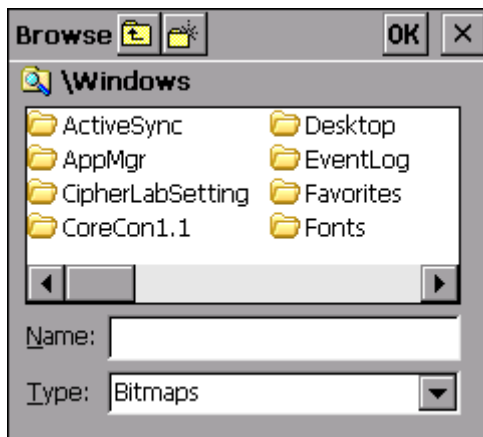 Browse OK ×
\Windows
ActiveSync Desktop
AppMgr EventLog
CipherLabSetting Favorites
CoreCon1.1 Fonts
Name:
Type: Bitmaps